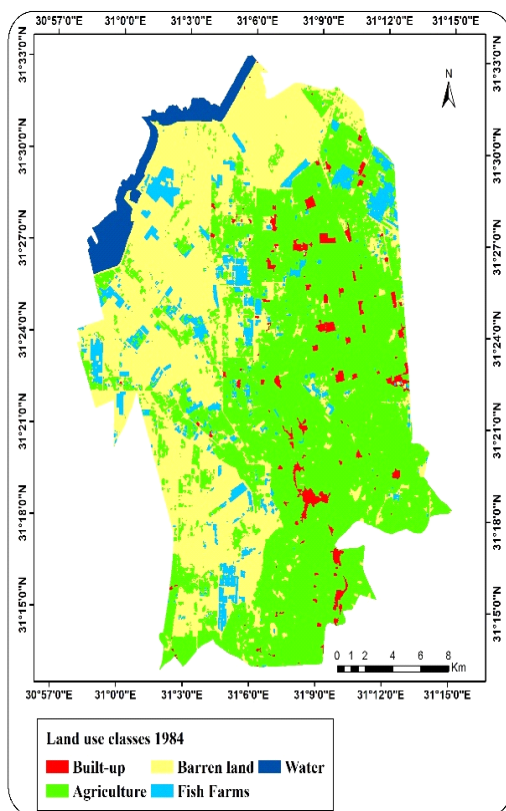 30°57'0"E 31°0'0"E 31°3'0"E 31°6'0"E 31°9'0"E 31°12'0"E 31°15'0"E
31°33'0"N 31°33'0"N
N
31°30'0"N 31°30'0"N
31°27'0"N 31°27'0"N
31°24'0"N 31°24'0"N
31°21'0"N 31°21'0"N
31°18'0"N 31°18'0"N
31°15'0"N 31°15'0"N
0 1 2 4 6 8
Km
30°57'0"E 31°0'0"E 31°3'0"E 31°6'0"E 31°9'0"E 31°12'0"E 31°15'0"E
Land use classes 1984
Built-up Barren land Water
Agriculture Fish Farms